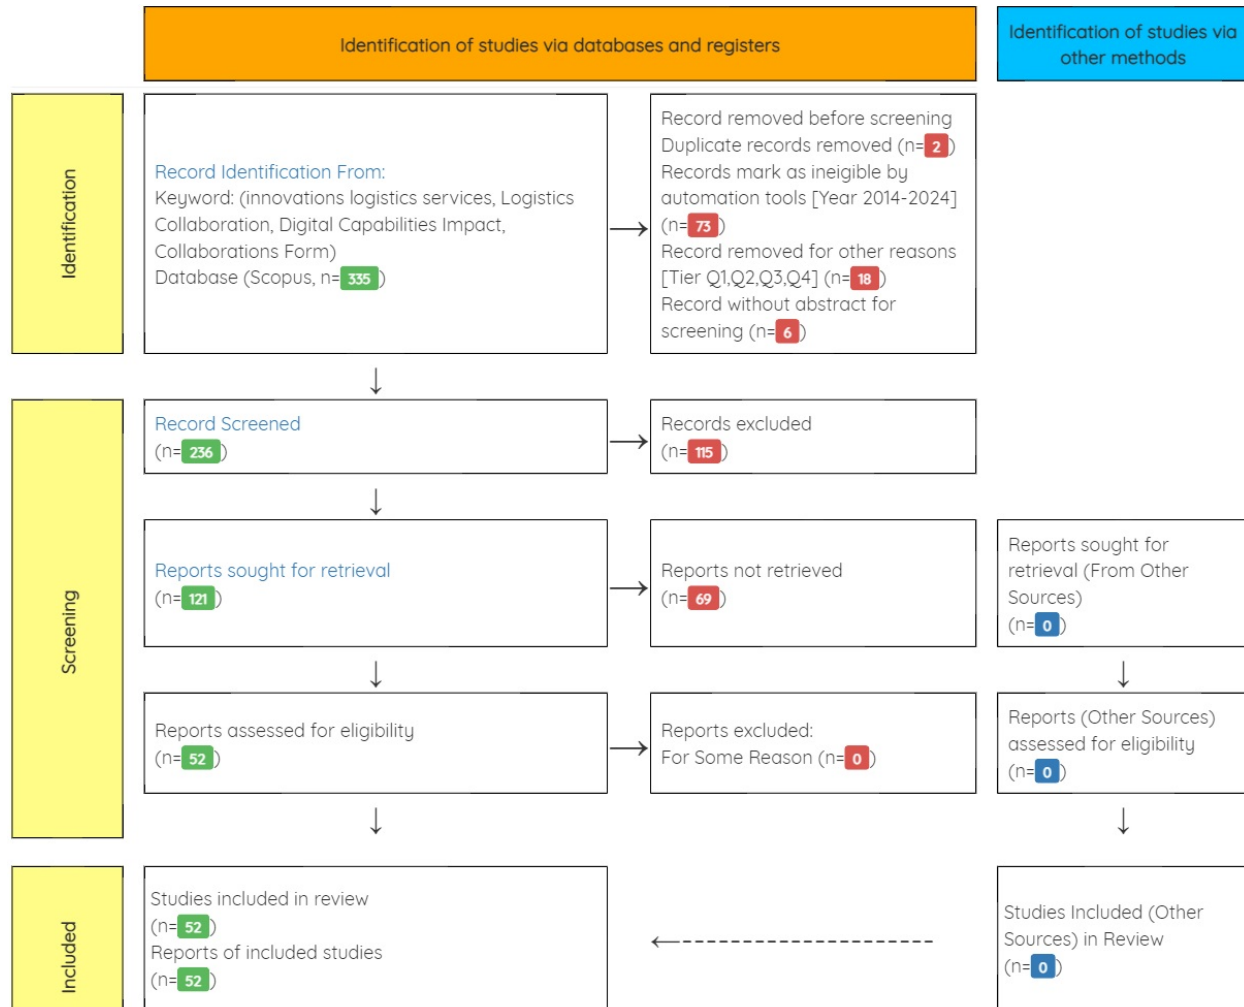 Identification of studies via databases and registers
Identification of studies via
other methods
Identification
Record Identification From:
Keyword: (innovations logistics services, Logistics
Collaboration, Digital Capabilities Impact,
Collaborations Form)
Database (Scopus, n= 335 )
Record removed before screening
Duplicate records removed (n= 2 )
Records mark as ineigible by
automation tools [Year 2014-2024]
(n= 73 )
Record removed for other reasons
[Tier Q1,Q2,Q3,Q4] (n= 18 )
Record without abstract for
screening (n= 6 )
Screening
Record Screened
(n= 236 )
Records excluded
(n= 115 )
Reports sought for retrieval
(n= 121 )
Reports not retrieved
(n= 69 )
Reports sought for
retrieval (From Other
Sources)
(n= 0 )
Reports assessed for eligibility
(n= 52 )
Reports excluded:
For Some Reason (n= 0 )
Reports (Other Sources)
assessed for eligibility
(n= 0 )
Included
Studies included in review
(n= 52 )
Reports of included studies
(n= 52 )
Studies Included (Other
Sources) in Review
(n= 0 )